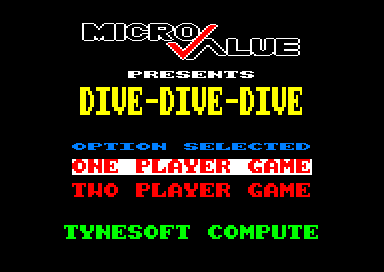 MICRO VALUE
PRESENTS
DIVE-DIVE-DIVE
OPTION SELECTED
ONE PLAYER GAME
TWO PLAYER GAME
TYNESOFT COMPUTE